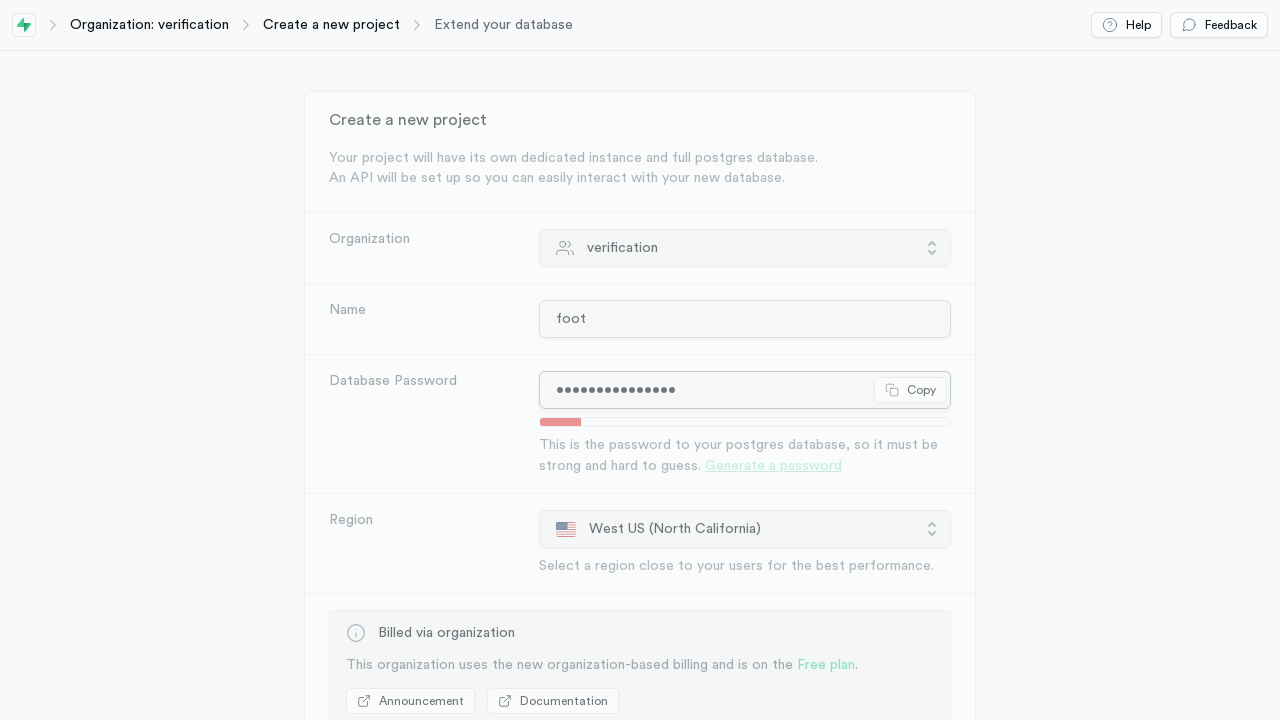 Organization: verification
Create a new project
Extend your database
Help
Feedback
Create a new project
Your project will have its own dedicated instance and full postgres database.
An API will be set up so you can easily interact with your new database.
Organization
verification
Name
foot
Database Password
•••••••••••••••
Copy
This is the password to your postgres database, so it must be
strong and hard to guess. Generate a password
Region
West US (North California)
Select a region close to your users for the best performance.
Billed via organization
This organization uses the new organization-based billing and is on the Free plan.
Announcement
Documentation